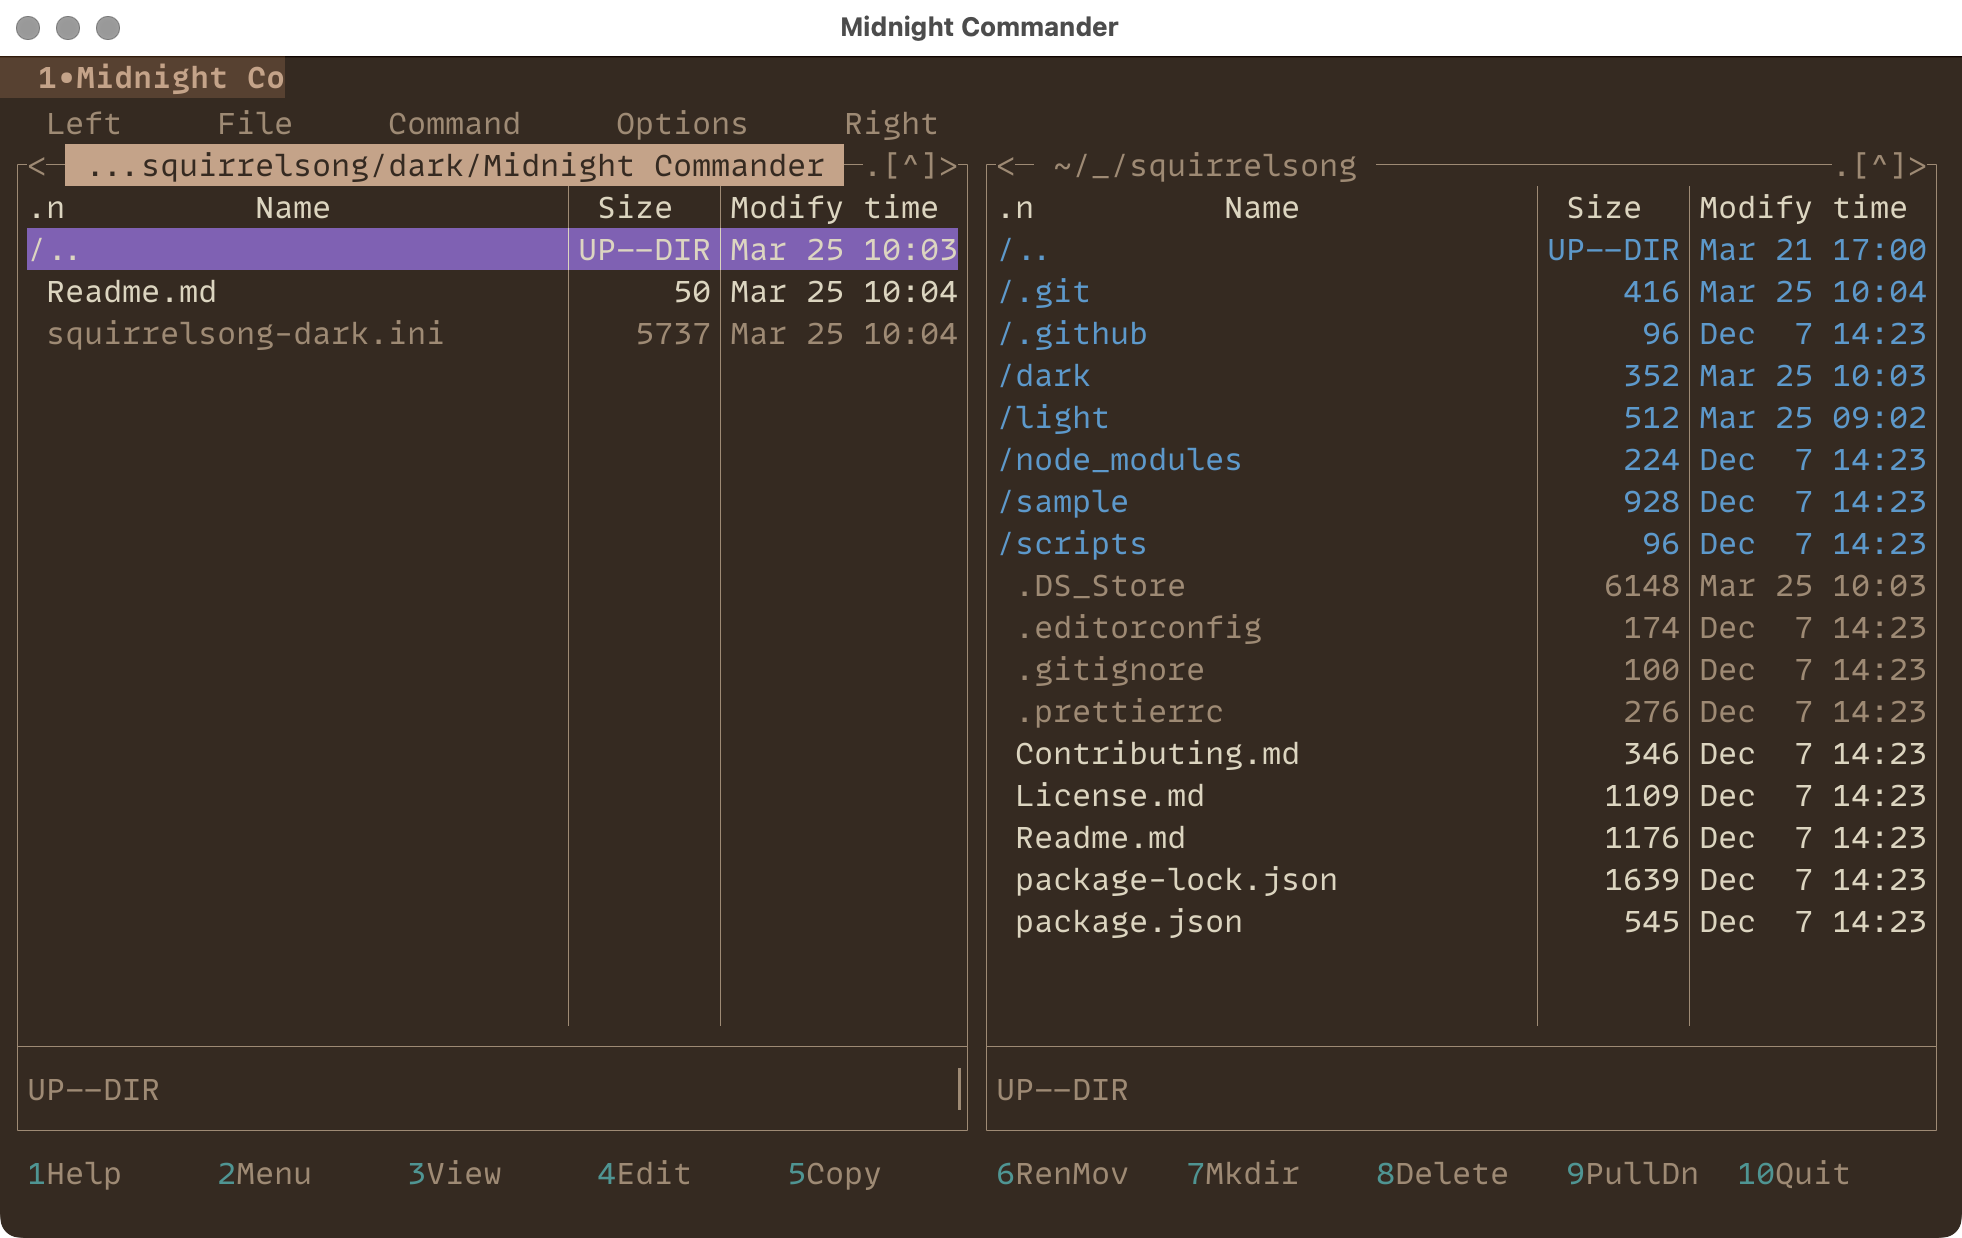 Midnight Commander
1•Midnight Co
Left File Command Options Right
<─ ...squirrelsong/dark/Midnight Commander ─.[^]>
.n Name Size Modify time
/.. UP--DIR Mar 25 10:03
Readme.md 50 Mar 25 10:04
squirrelsong-dark.ini 5737 Mar 25 10:04
UP--DIR
<─ ~/_/squirrelsong ─.[^]>
.n Name Size Modify time
/.. UP--DIR Mar 21 17:00
/.git 416 Mar 25 10:04
/.github 96 Dec 7 14:23
/dark 352 Mar 25 10:03
/light 512 Mar 25 09:02
/node_modules 224 Dec 7 14:23
/sample 928 Dec 7 14:23
/scripts 96 Dec 7 14:23
.DS_Store 6148 Mar 25 10:03
.editorconfig 174 Dec 7 14:23
.gitignore 100 Dec 7 14:23
.prettierrc 276 Dec 7 14:23
Contributing.md 346 Dec 7 14:23
License.md 1109 Dec 7 14:23
Readme.md 1176 Dec 7 14:23
package-lock.json 1639 Dec 7 14:23
package.json 545 Dec 7 14:23
UP--DIR
1Help 2Menu 3View 4Edit 5Copy 6RenMov 7Mkdir 8Delete 9PullDn 10Quit